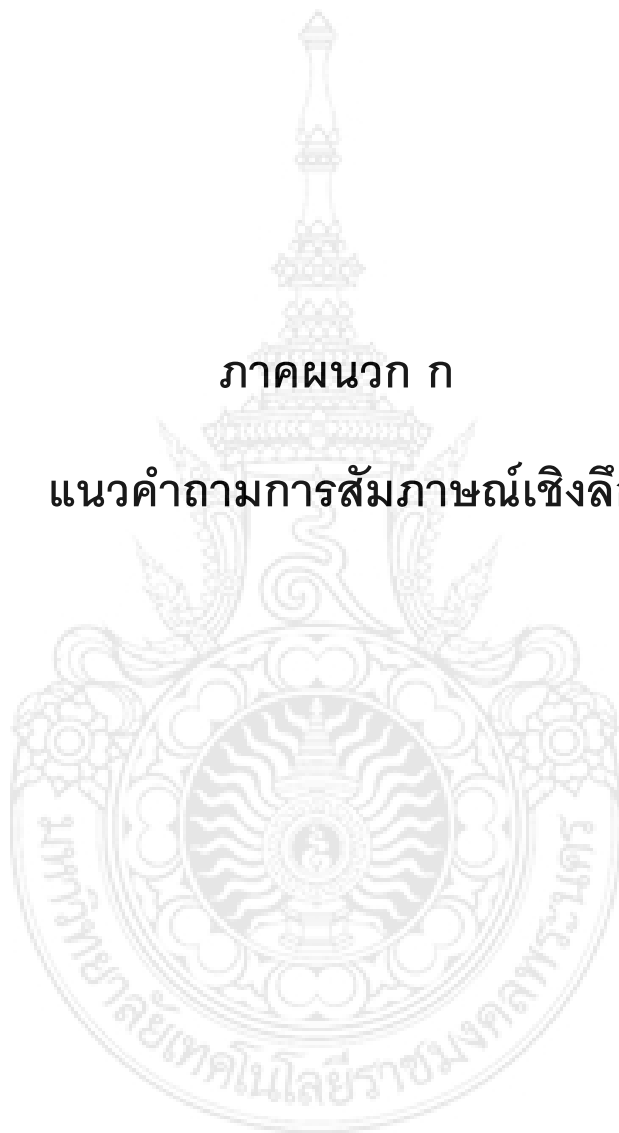 ภาคผนวก ก
แนวคำถามการสัมภาษณ์เชิงลึ
มหาวิทยาลัยเทคโนโลยีราชมงคลพระนคร